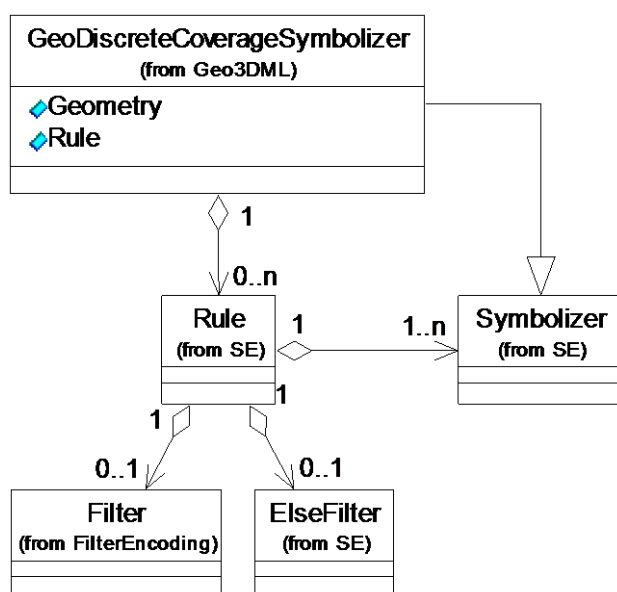 GeoDiscreteCoverageSymbolizer
(from Geo3DML)
Geometry
Rule
1
0..n
Rule
(from SE)
1
1..n
Symbolizer
(from SE)
1
1
0..1
0..1
Filter
(from FilterEncoding)
ElseFilter
(from SE)